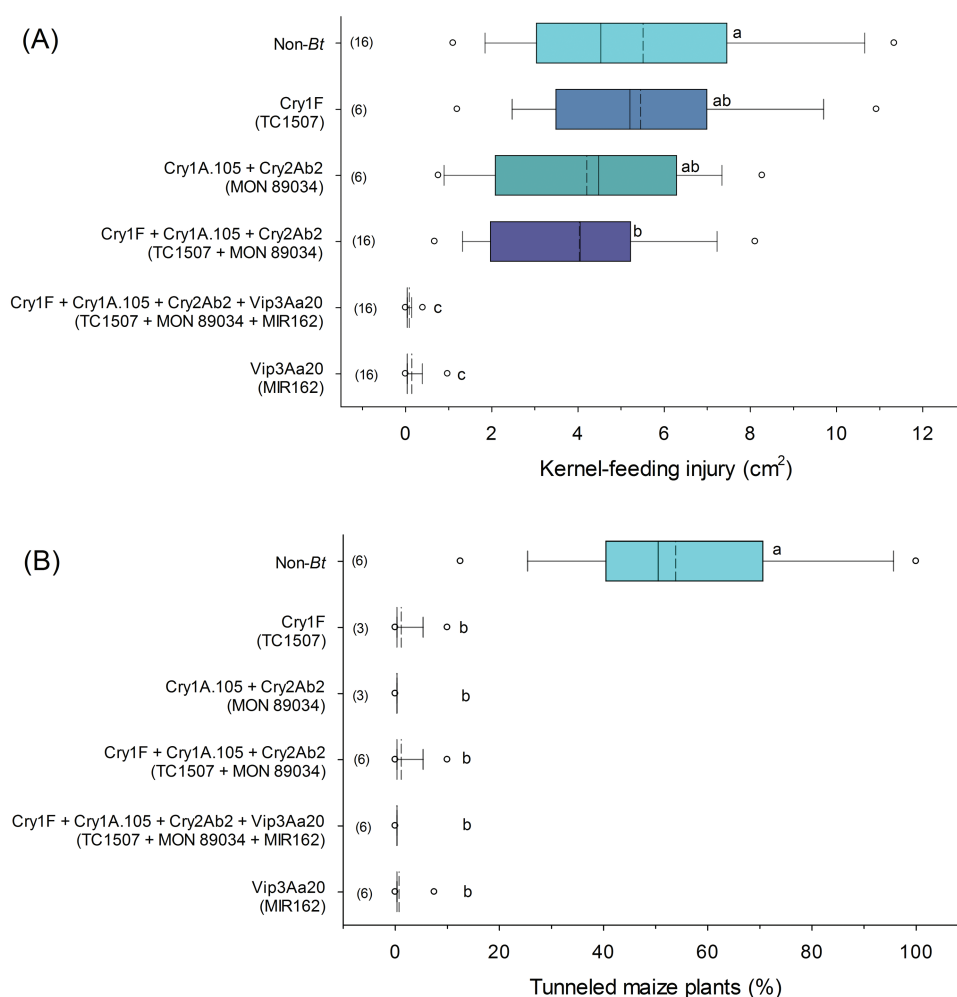 (A)
Non-Bt (16) a
Cry1F
(TC1507) (6) ab
Cry1A.105 + Cry2Ab2
(MON 89034) (6) ab
Cry1F + Cry1A.105 + Cry2Ab2
(TC1507 + MON 89034) (16) b
Cry1F + Cry1A.105 + Cry2Ab2 + Vip3Aa20
(TC1507 + MON 89034 + MIR162) (16) c
Vip3Aa20
(MIR162) (16) c
0 2 4 6 8 10 12
Kernel-feeding injury (cm²)
(B)
Non-Bt (6) a
Cry1F
(TC1507) (3) b
Cry1A.105 + Cry2Ab2
(MON 89034) (3) b
Cry1F + Cry1A.105 + Cry2Ab2
(TC1507 + MON 89034) (6) b
Cry1F + Cry1A.105 + Cry2Ab2 + Vip3Aa20
(TC1507 + MON 89034 + MIR162) (6) b
Vip3Aa20
(MIR162) (6) b
0 20 40 60 80 100
Tunneled maize plants (%)